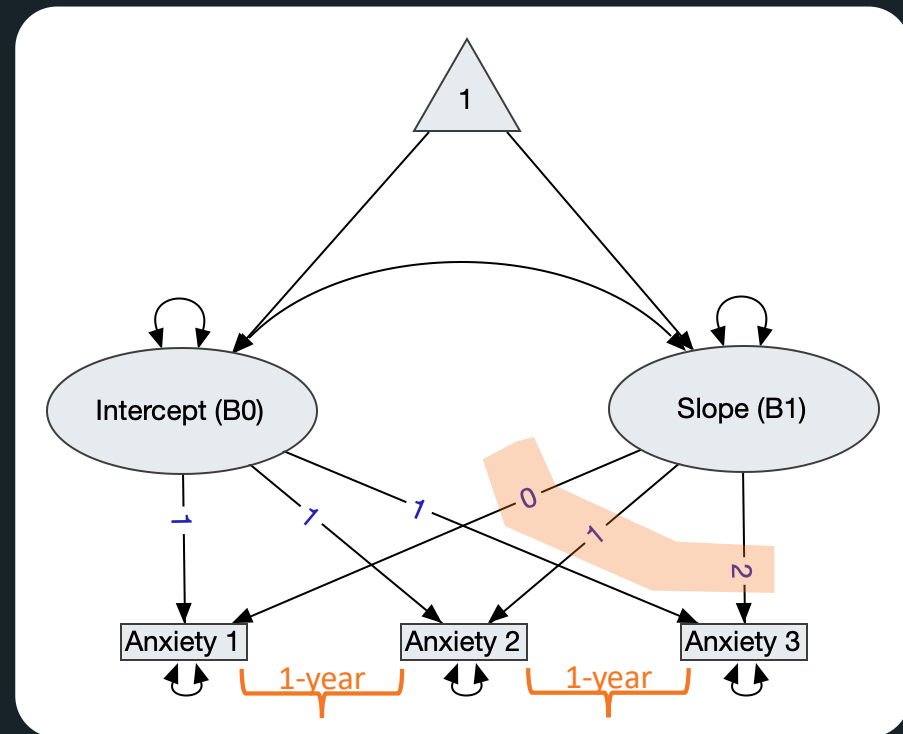 1
Intercept (B0)
Slope (B1)
1
1
1
0
1
2
Anxiety 1
Anxiety 2
Anxiety 3
1-year
1-year